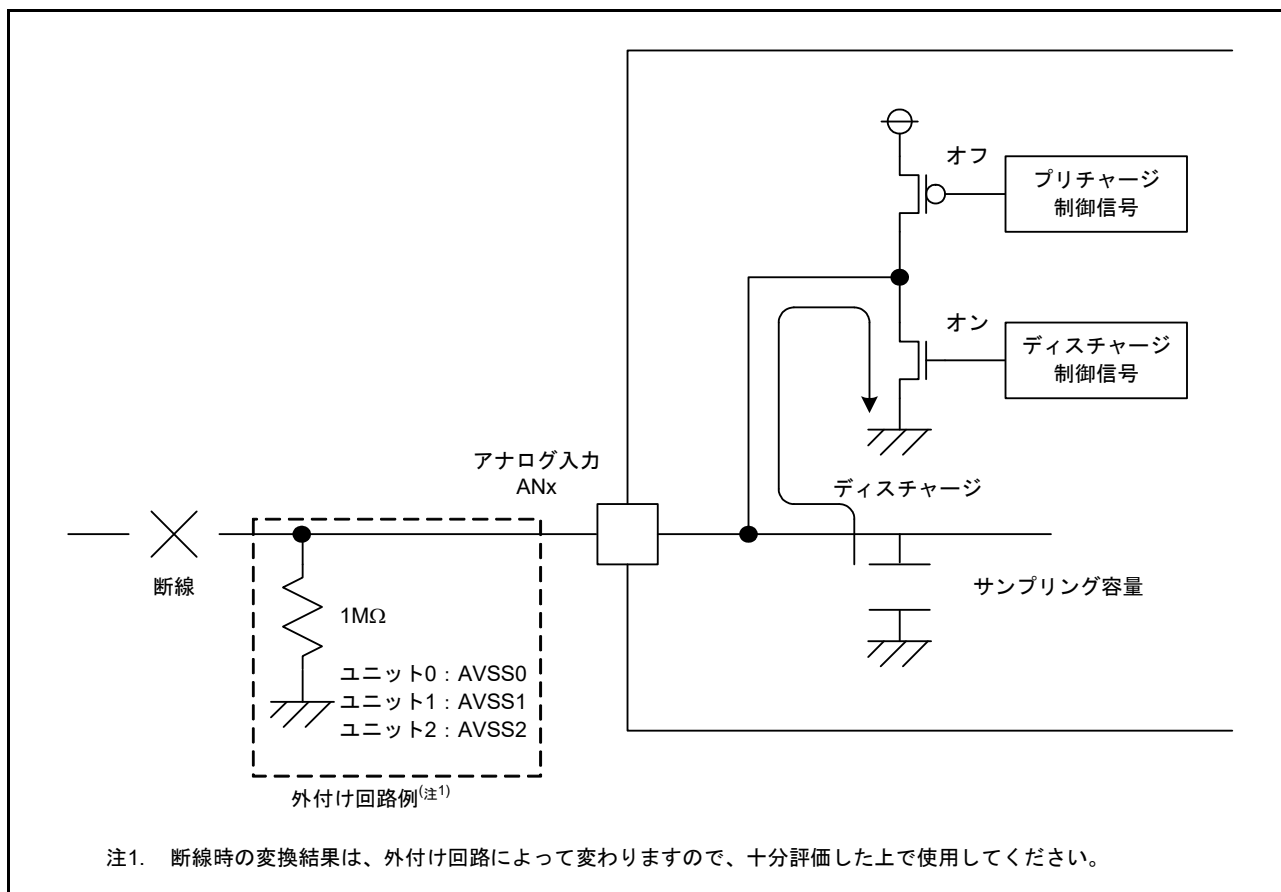 オフ
プリチャージ
制御信号
オン
ディスチャージ
制御信号
アナログ入力
ANx
ディスチャージ
断線
1MΩ
サンプリング容量
ユニット0：AVSS0
ユニット1：AVSS1
ユニット2：AVSS2
外付け回路例(注1)
注1. 断線時の変換結果は、外付け回路によって変わりますので、十分評価した上で使用してください。